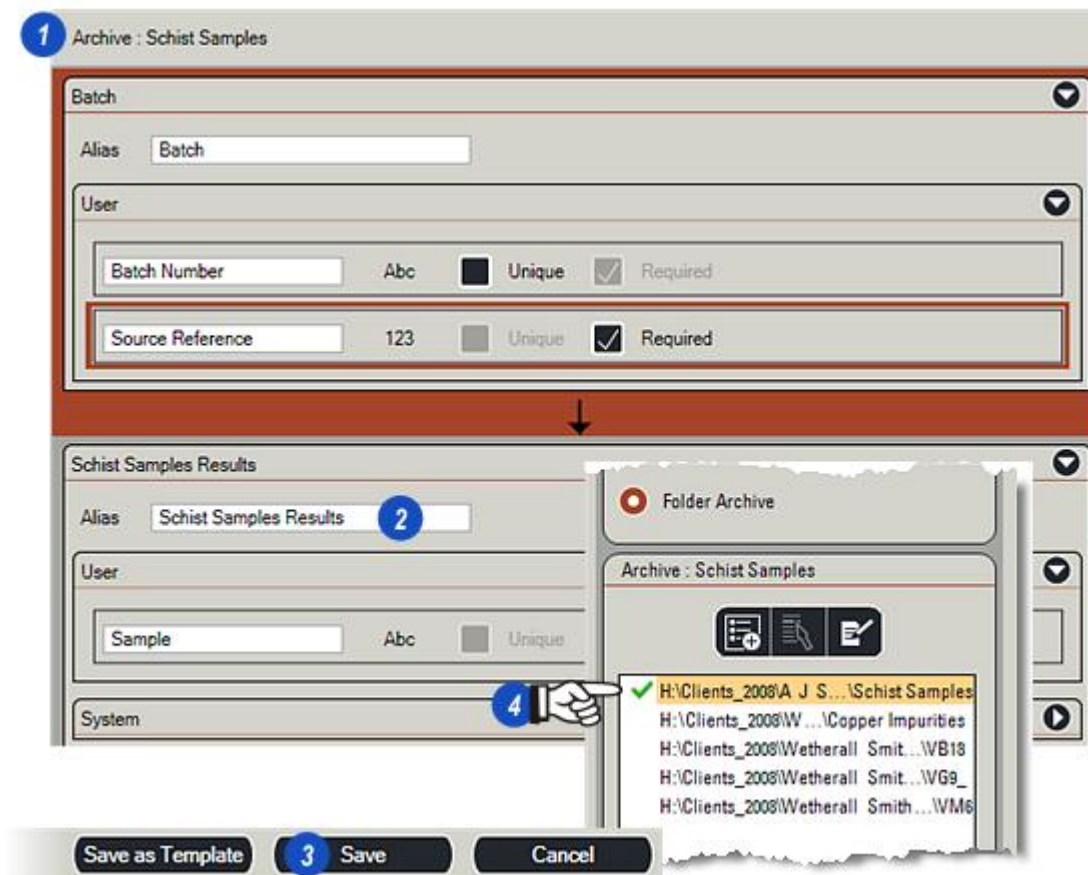 1 Archive : Schist Samples
Batch
Alias Batch
User
Batch Number Abc Unique Required
Source Reference 123 Unique Required
Schist Samples Results
Alias Schist Samples Results 2
User
Sample Abc Unique
System
Folder Archive
Archive : Schist Samples
4 H:\Clients_2008\A J S...\Schist Samples
H:\Clients_2008\W ...\Copper Impurities
H:\Clients_2008\Wetherall Smit...\VB18
H:\Clients_2008\Wetherall Smit...\VG9_
H:\Clients_2008\Wetherall Smith...\VM6
Save as Template 3 Save Cancel